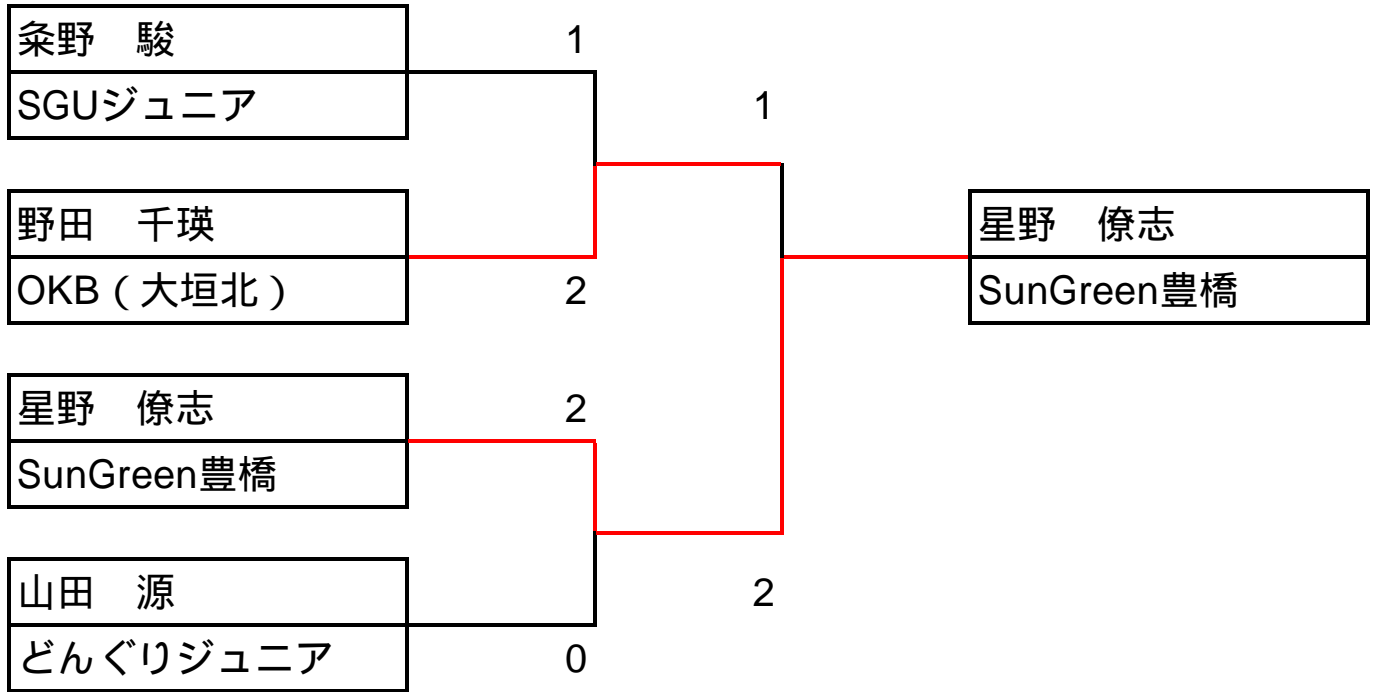 粂野　駿
1
SGUジュニア
1
野田　千瑛
OKB（大垣北）
2
星野　僚志
SunGreen豊橋
星野　僚志
2
SunGreen豊橋
山田　源
2
どんぐりジュニア
0